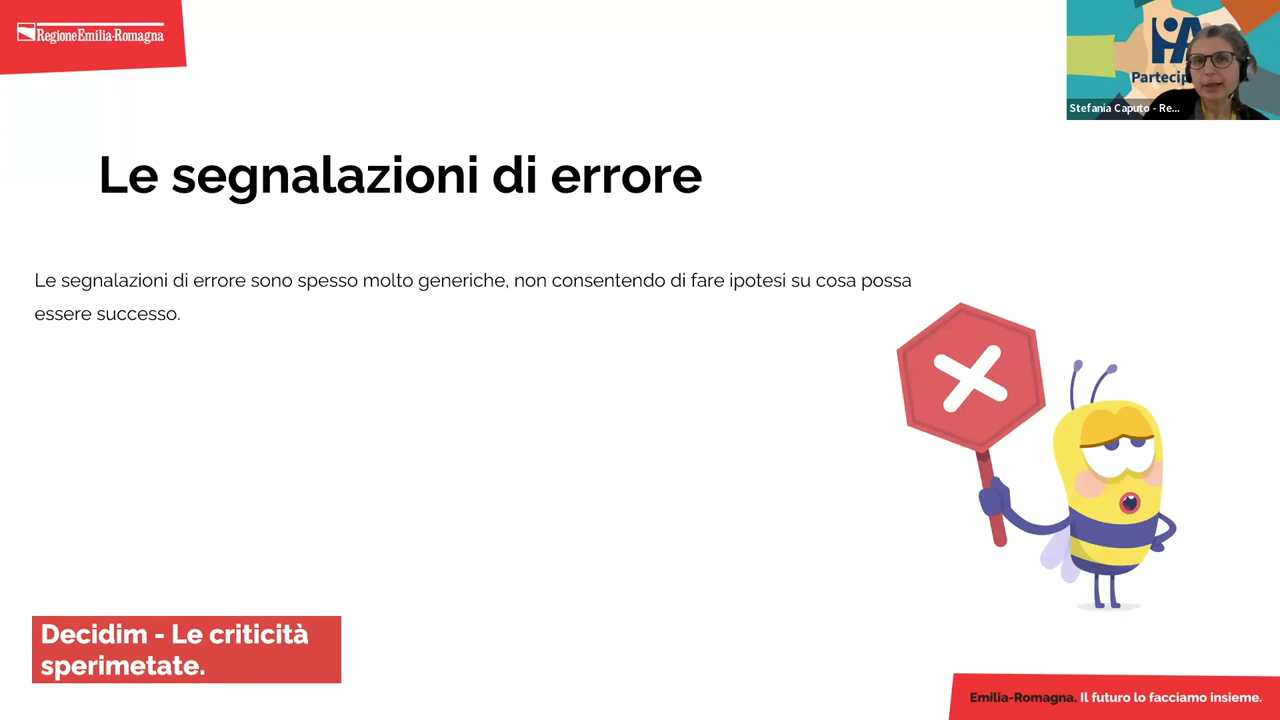 RegioneEmilia-Romagna
Partecip
Stefania Caputo - Re...
Le segnalazioni di errore
Le segnalazioni di errore sono spesso molto generiche, non consentendo di fare ipotesi su cosa possa
essere successo.
Decidim - Le criticità
sperimetate.
Emilia-Romagna. Il futuro lo facciamo insieme.